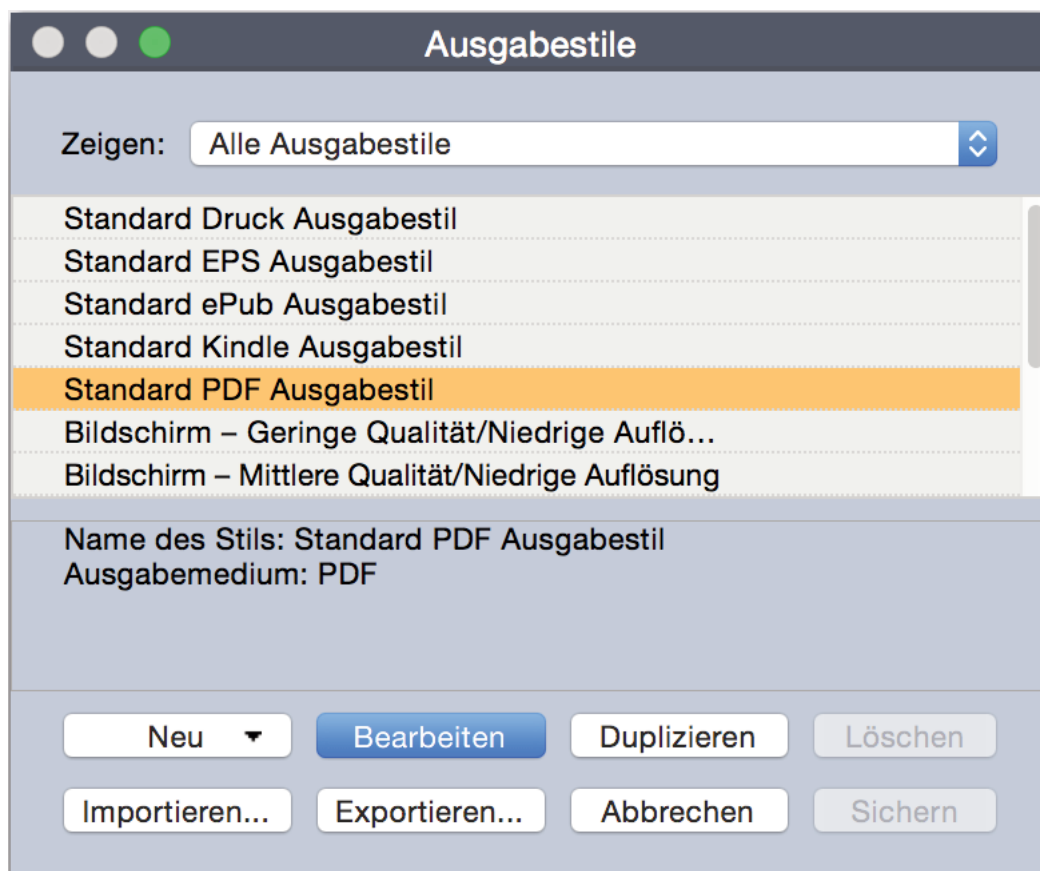 Ausgabestile
Zeigen: Alle Ausgabestile
Standard Druck Ausgabestil
Standard EPS Ausgabestil
Standard ePub Ausgabestil
Standard Kindle Ausgabestil
Standard PDF Ausgabestil
Bildschirm – Geringe Qualität/Niedrige Auflö…
Bildschirm – Mittlere Qualität/Niedrige Auflösung
Name des Stils: Standard PDF Ausgabestil
Ausgabemedium: PDF
Neu Bearbeiten Duplizieren Löschen
Importieren... Exportieren... Abbrechen Sichern